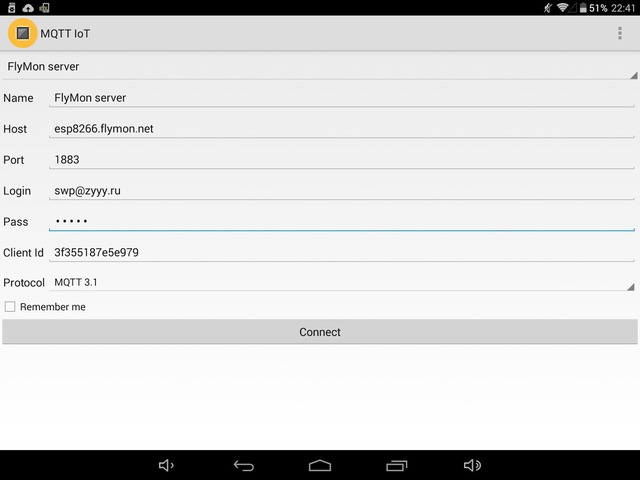 51% 22:41
MQTT IoT
FlyMon server
Name FlyMon server
Host esp8266.flymon.net
Port 1883
Login swp@zyyy.ru
Pass •••••
Client Id 3f355187e5e979
Protocol MQTT 3.1
Remember me
Connect